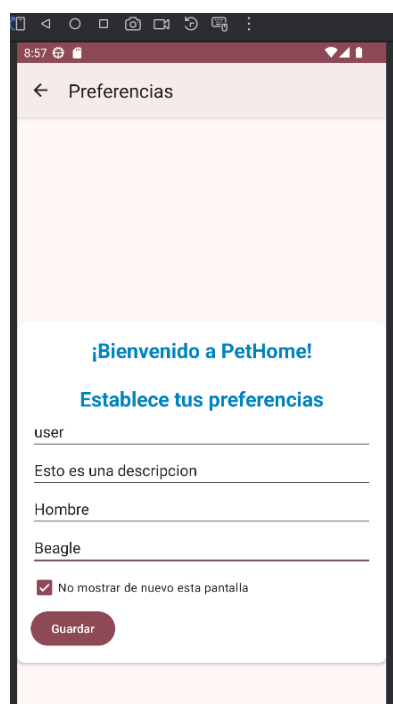 8:57
Preferencias
¡Bienvenido a PetHome!
Establece tus preferencias
user
Esto es una descripcion
Hombre
Beagle
No mostrar de nuevo esta pantalla
Guardar